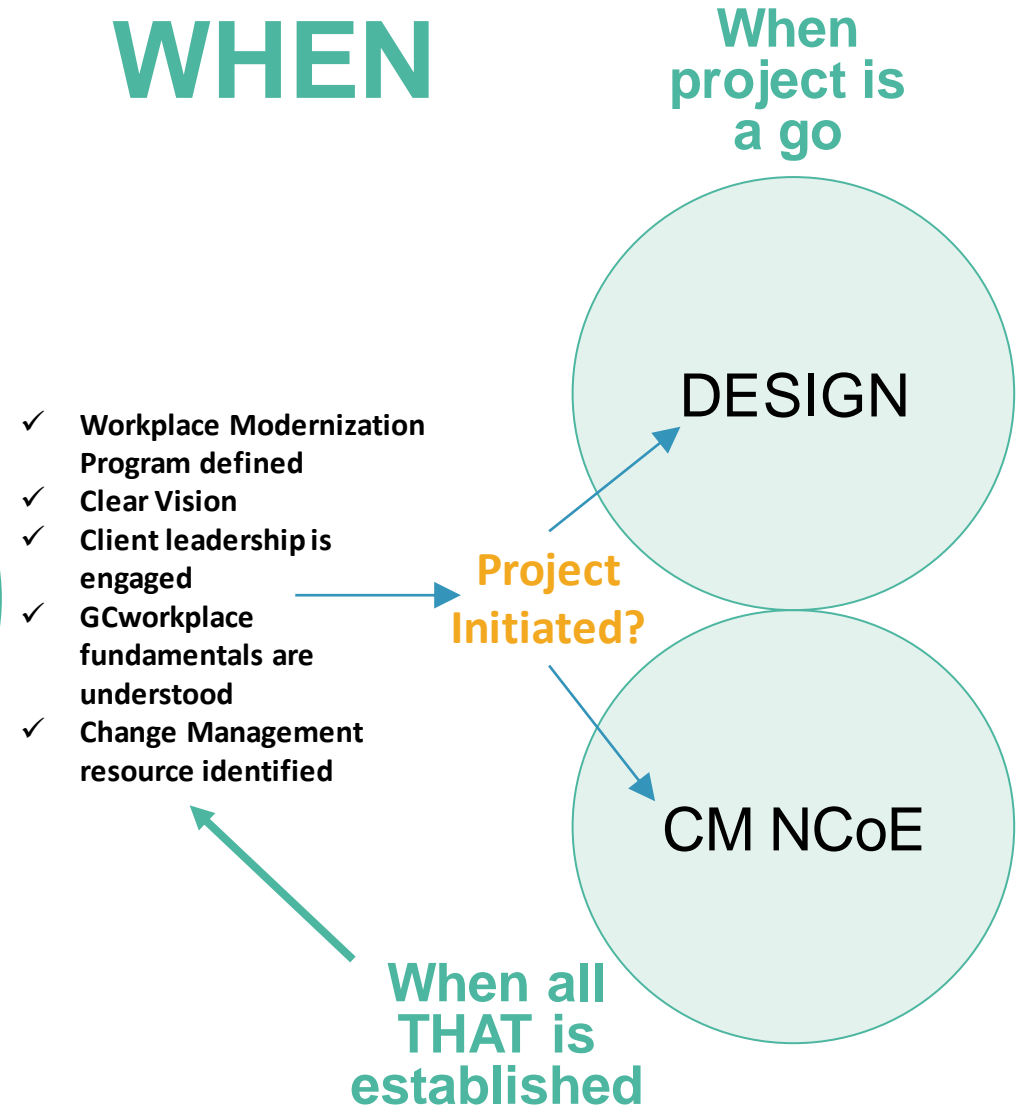 WHEN
When
project is
a go
DESIGN
✓ Workplace Modernization
Program defined
✓ Clear Vision
✓ Client leadership is
engaged
✓ GCworkplace
fundamentals are
understood
✓ Change Management
resource identified
Project
Initiated?
CM NCoE
When all
THAT is
established